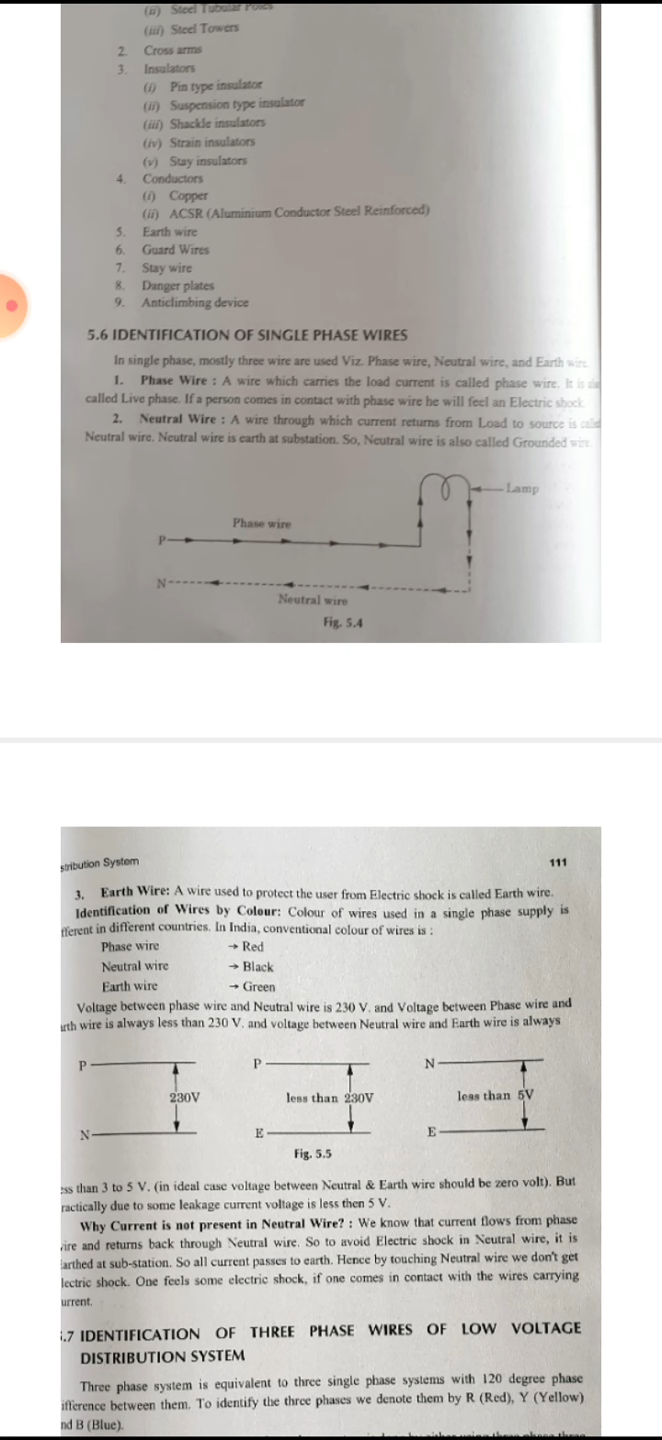 (ii) Steel Tubular Poles
(iii) Steel Towers
2. Cross arms
3. Insulators
(i) Pin type insulator
(ii) Suspension type insulator
(iii) Shackle insulators
(iv) Strain insulators
(v) Stay insulators
4. Conductors
(i) Copper
(ii) ACSR (Aluminium Conductor Steel Reinforced)
5. Earth wire
6. Guard Wires
7. Stay wire
8. Danger plates
9. Anticlimbing device
5.6 IDENTIFICATION OF SINGLE PHASE WIRES
In single phase, mostly three wire are used Viz. Phase wire, Neutral wire, and Earth wire
1. Phase Wire : A wire which carries the load current is called phase wire. It is
called Live phase. If a person comes in contact with phase wire he will feel an Electric shock
2. Neutral Wire : A wire through which current returns from Load to source is
Neutral wire. Neutral wire is earth at substation. So, Neutral wire is also called Grounded wire
Lamp
Phase wire
P
N
Neutral wire
Fig. 5.4
stribution System 111
3. Earth Wire: A wire used to protect the user from Electric shock is called Earth wire.
Identification of Wires by Colour: Colour of wires used in a single phase supply is
fferent in different countries. In India, conventional colour of wires is :
Phase wire → Red
Neutral wire → Black
Earth wire → Green
Voltage between phase wire and Neutral wire is 230 V. and Voltage between Phase wire and
arth wire is always less than 230 V. and voltage between Neutral wire and Earth wire is always
P P N
230V less than 230V less than 5V
N E E
Fig. 5.5
ess than 3 to 5 V. (in ideal case voltage between Neutral & Earth wire should be zero volt). But
ractically due to some leakage current voltage is less then 5 V.
Why Current is not present in Neutral Wire? : We know that current flows from phase
ire and returns back through Neutral wire. So to avoid Electric shock in Neutral wire, it is
arthed at sub-station. So all current passes to earth. Hence by touching Neutral wire we don't get
lectric shock. One feels some electric shock, if one comes in contact with the wires carrying
urrent.
.7 IDENTIFICATION OF THREE PHASE WIRES OF LOW VOLTAGE
DISTRIBUTION SYSTEM
Three phase system is equivalent to three single phase systems with 120 degree phase
ifference between them. To identify the three phases we denote them by R (Red), Y (Yellow)
nd B (Blue).